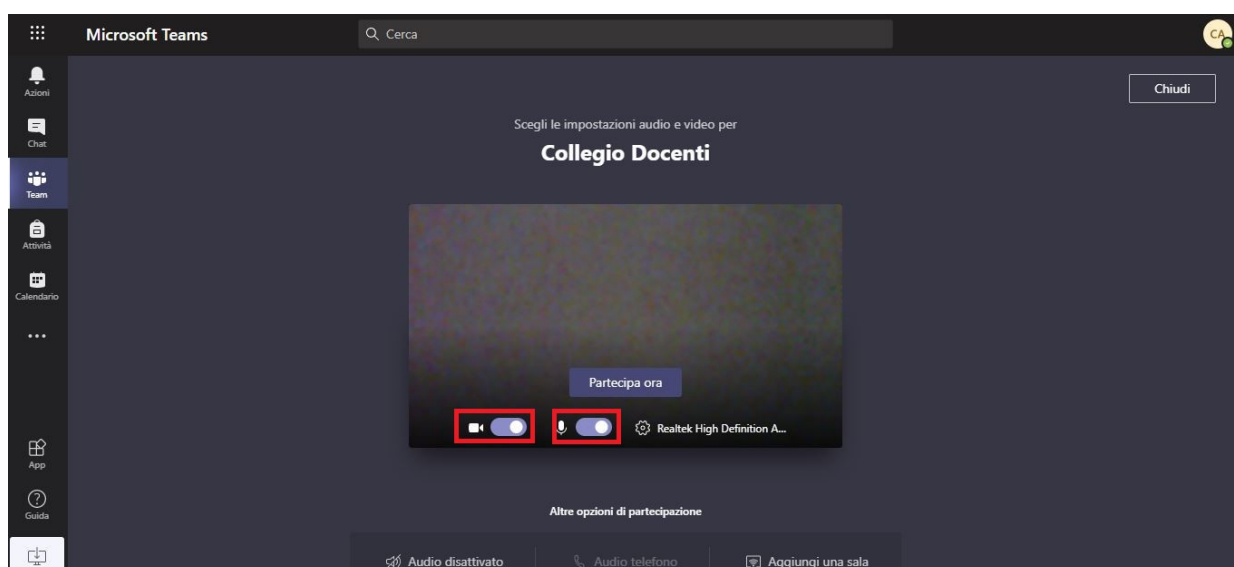 Microsoft Teams
Cerca
CA
Azioni
Chat
Team
Attività
Calendario
App
Guida
Chiudi
Scegli le impostazioni audio e video per
Collegio Docenti
Partecipa ora
Realtek High Definition A...
Altre opzioni di partecipazione
Audio disattivato
Audio telefono
Aggiungi una sala